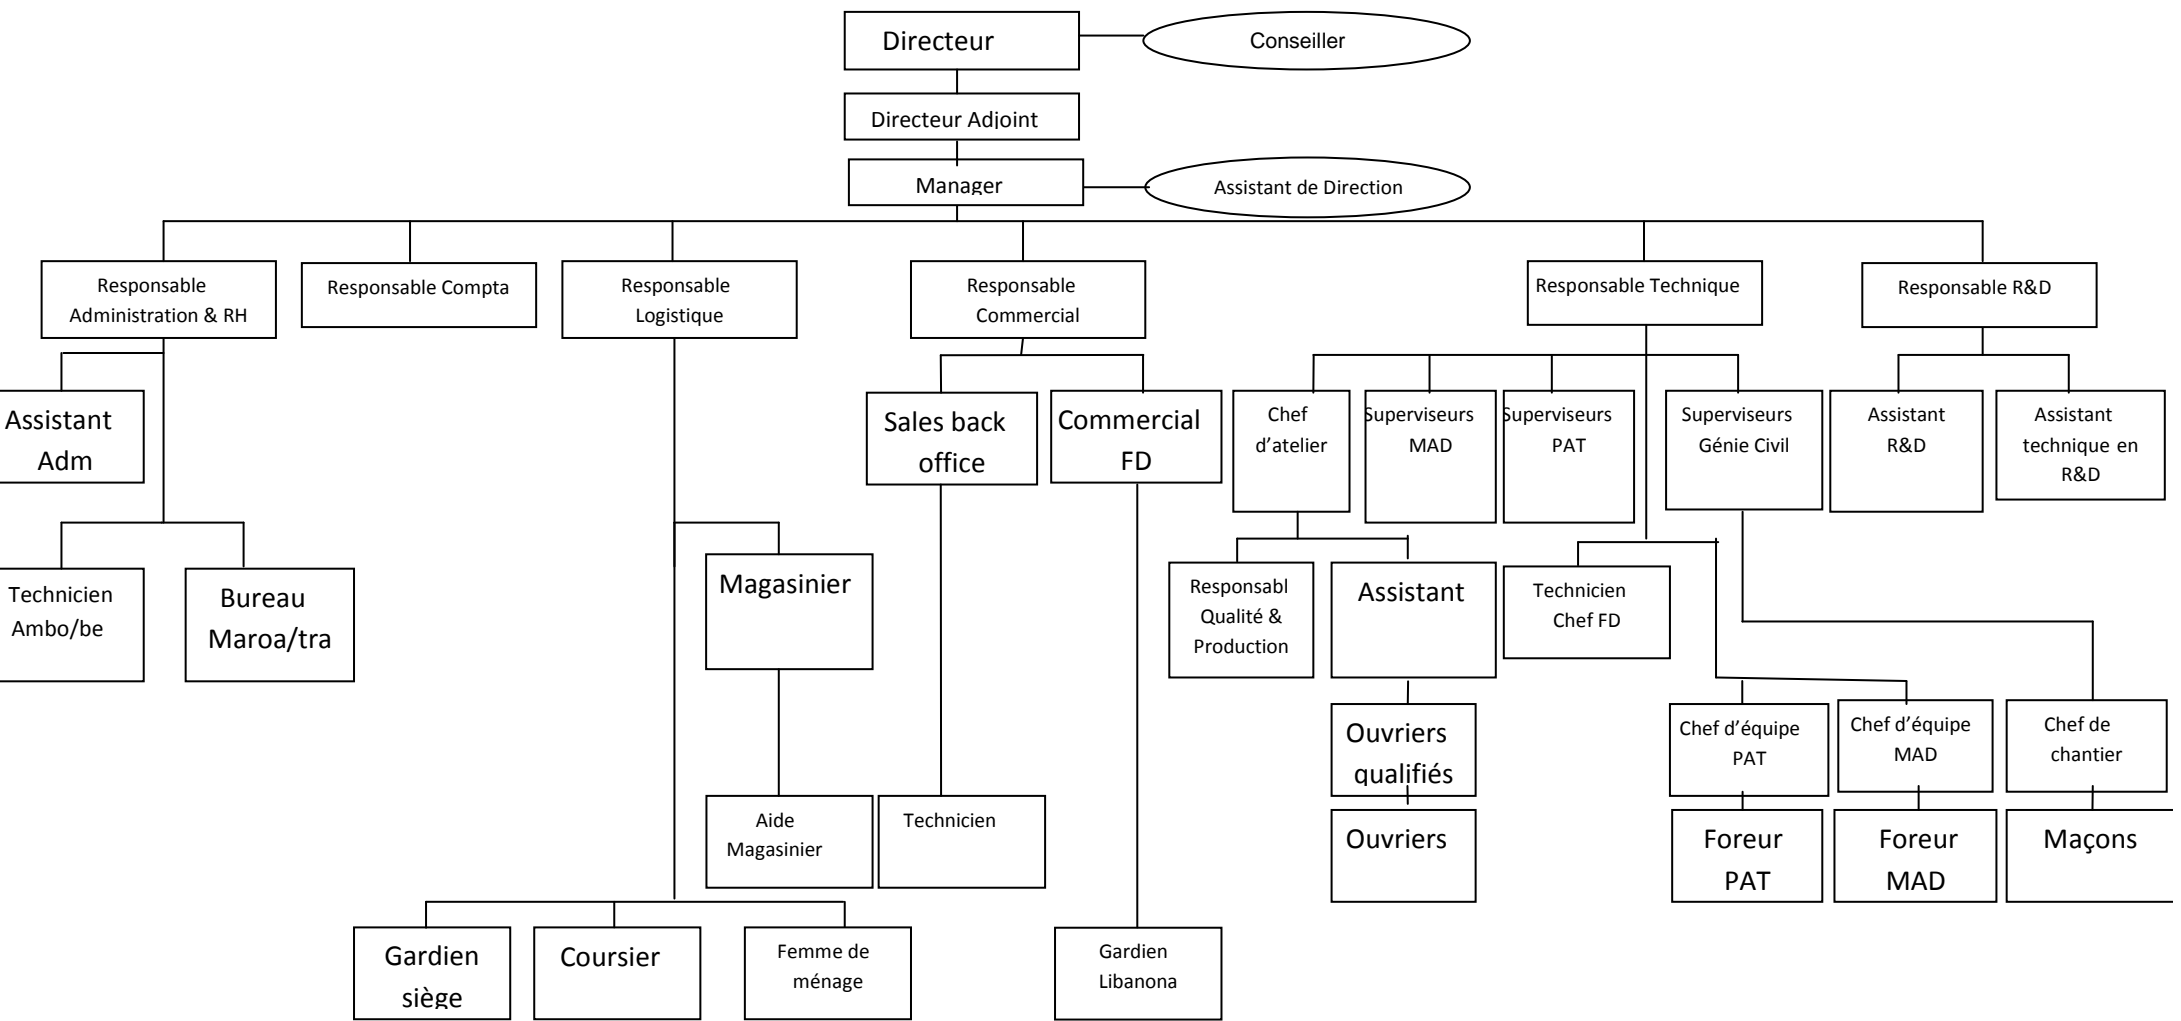 Directeur
Conseiller
Directeur Adjoint
Manager
Assistant de Direction
Responsable
Administration & RH
Responsable Compta
Responsable
Logistique
Responsable
Commercial
Responsable Technique
Responsable R&D
Assistant
Adm
Sales back
office
Commercial
FD
Chef
d’atelier
Superviseurs
MAD
Superviseurs
PAT
Superviseurs
Génie Civil
Assistant
R&D
Assistant
technique en
R&D
Technicien
Ambo/be
Bureau
Maroa/tra
Magasinier
Responsabl
Qualité &
Production
Assistant
Technicien
Chef FD
Ouvriers
qualifiés
Chef d’équipe
PAT
Chef d’équipe
MAD
Chef de
chantier
Aide
Magasinier
Technicien
Ouvriers
Foreur
PAT
Foreur
MAD
Maçons
Gardien
siège
Coursier
Femme de
ménage
Gardien
Libanona